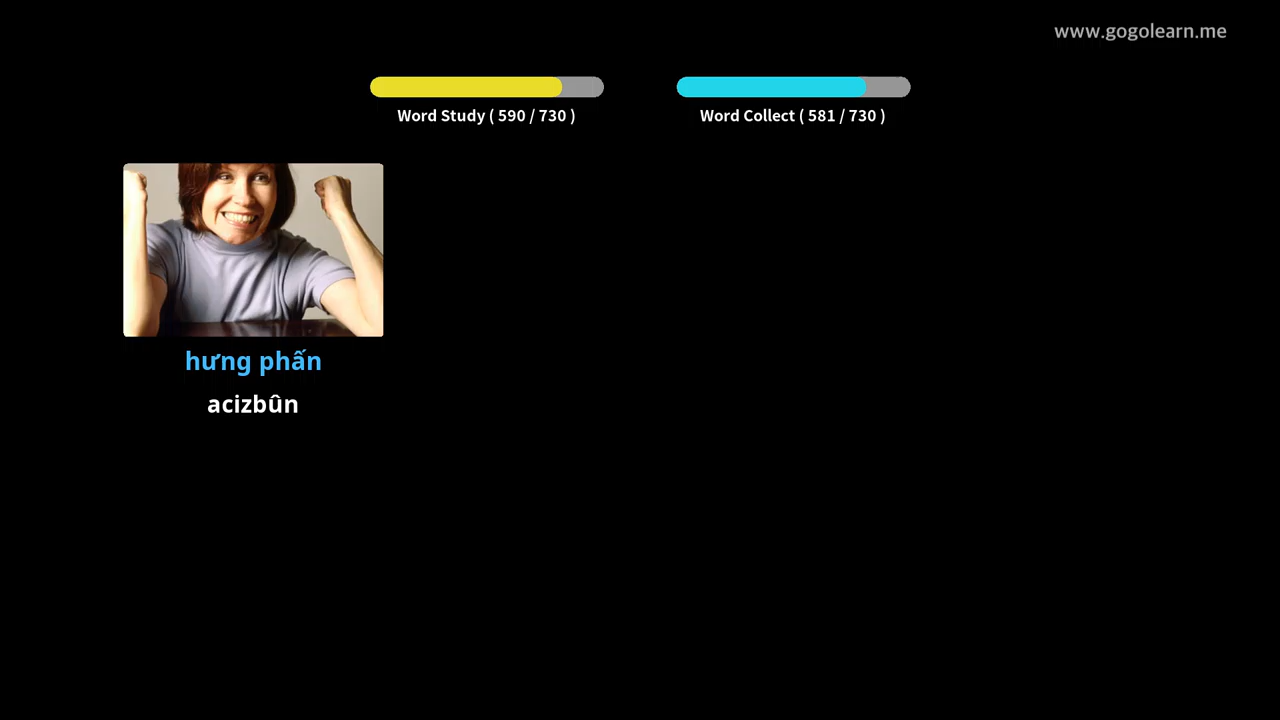 www.gogolearn.me
Word Study ( 590 / 730 )
Word Collect ( 581 / 730 )
hưng phấn
acizbûn